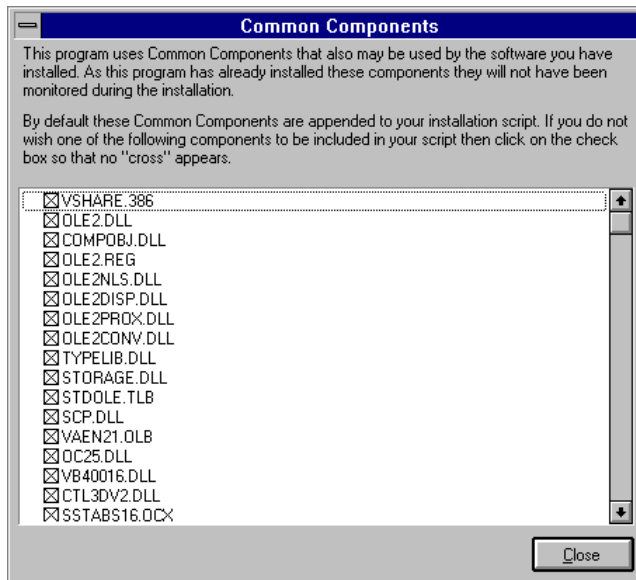 Common Components
This program uses Common Components that also may be used by the software you have
installed. As this program has already installed these components they will not have been
monitored during the installation.
By default these Common Components are appended to your installation script. If you do not
wish one of the following components to be included in your script then click on the check
box so that no "cross" appears.
VSHARE.386
OLE2.DLL
COMPOBJ.DLL
OLE2.REG
OLE2NLS.DLL
OLE2DISP.DLL
OLE2PROX.DLL
OLE2CONV.DLL
TYPELIB.DLL
STORAGE.DLL
STDOLE.TLB
SCP.DLL
VAEN21.OLB
OC25.DLL
VB40016.DLL
CTL3DV2.DLL
SSTABS16.OCX
Close